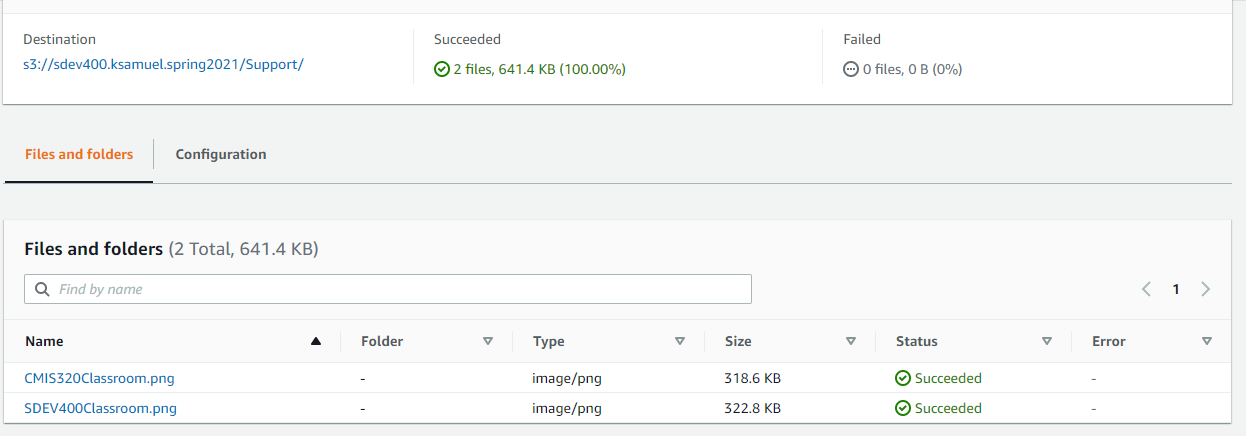 Destination Succeeded Failed
s3://sdev400.ksamuel.spring2021/Support/ 2 files, 641.4 KB (100.00%) 0 files, 0 B (0%)
Files and folders Configuration
Files and folders (2 Total, 641.4 KB)
Find by name 1
Name Folder Type Size Status Error
CMIS320Classroom.png - image/png 318.6 KB Succeeded -
SDEV400Classroom.png - image/png 322.8 KB Succeeded -